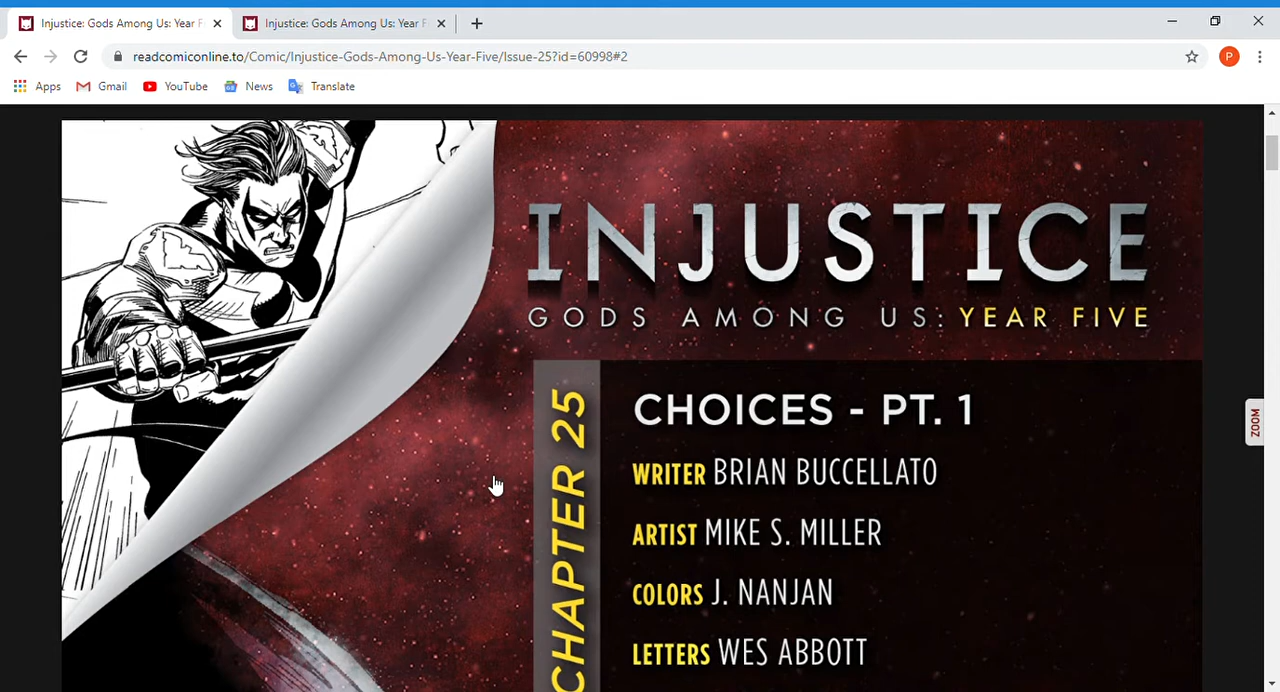 Injustice: Gods Among Us: Year F
Injustice: Gods Among Us: Year F
readcomiconline.to/Comic/Injustice-Gods-Among-Us-Year-Five/Issue-25?id=60998#2
P
Apps
Gmail
YouTube
News
Translate
INJUSTICE
GODS AMONG US: YEAR FIVE
CHAPTER 25
CHOICES - PT. 1
WRITER BRIAN BUCCELLATO
ARTIST MIKE S. MILLER
COLORS J. NANJAN
LETTERS WES ABBOTT
ZOOM